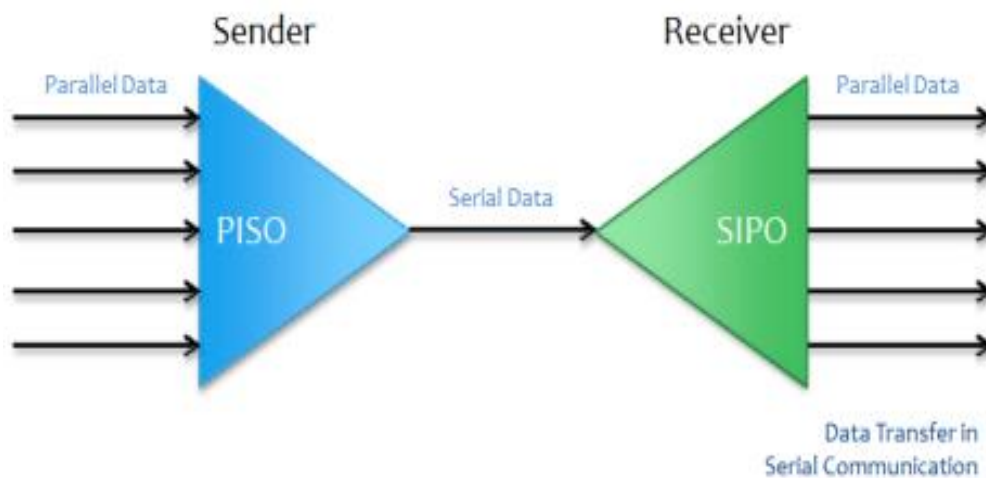 Sender
Receiver
Parallel Data
Parallel Data
Serial Data
PISO
SIPO
Data Transfer in
Serial Communication